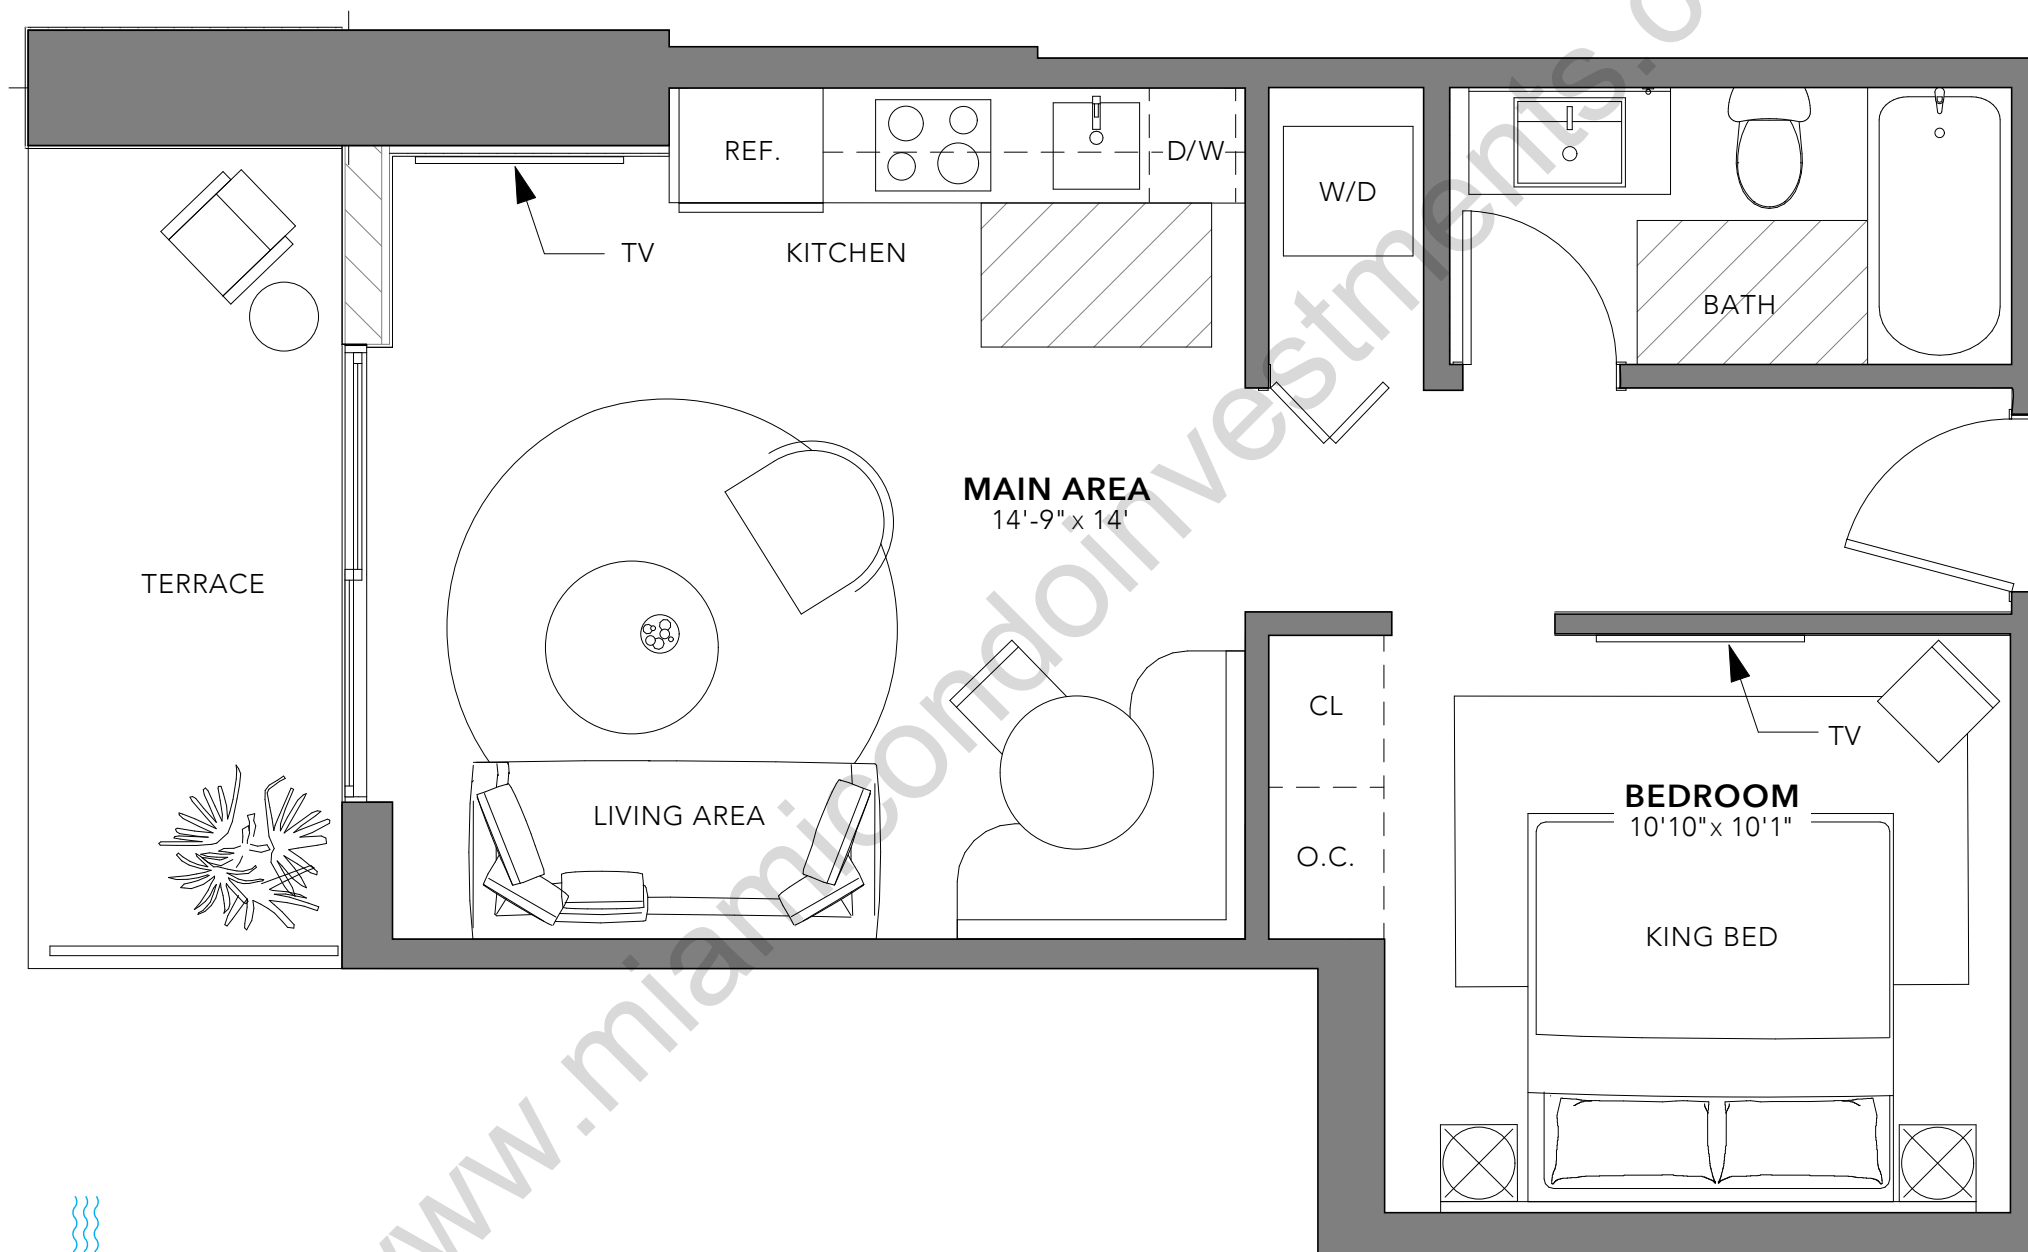 REF.
D/W
W/D
TV
KITCHEN
BATH
MAIN AREA
14'-9" x 14'
TERRACE
CL
TV
LIVING AREA
BEDROOM
10'10" x 10'1"
O.C.
KING BED
www.miamicondoinvestments.c